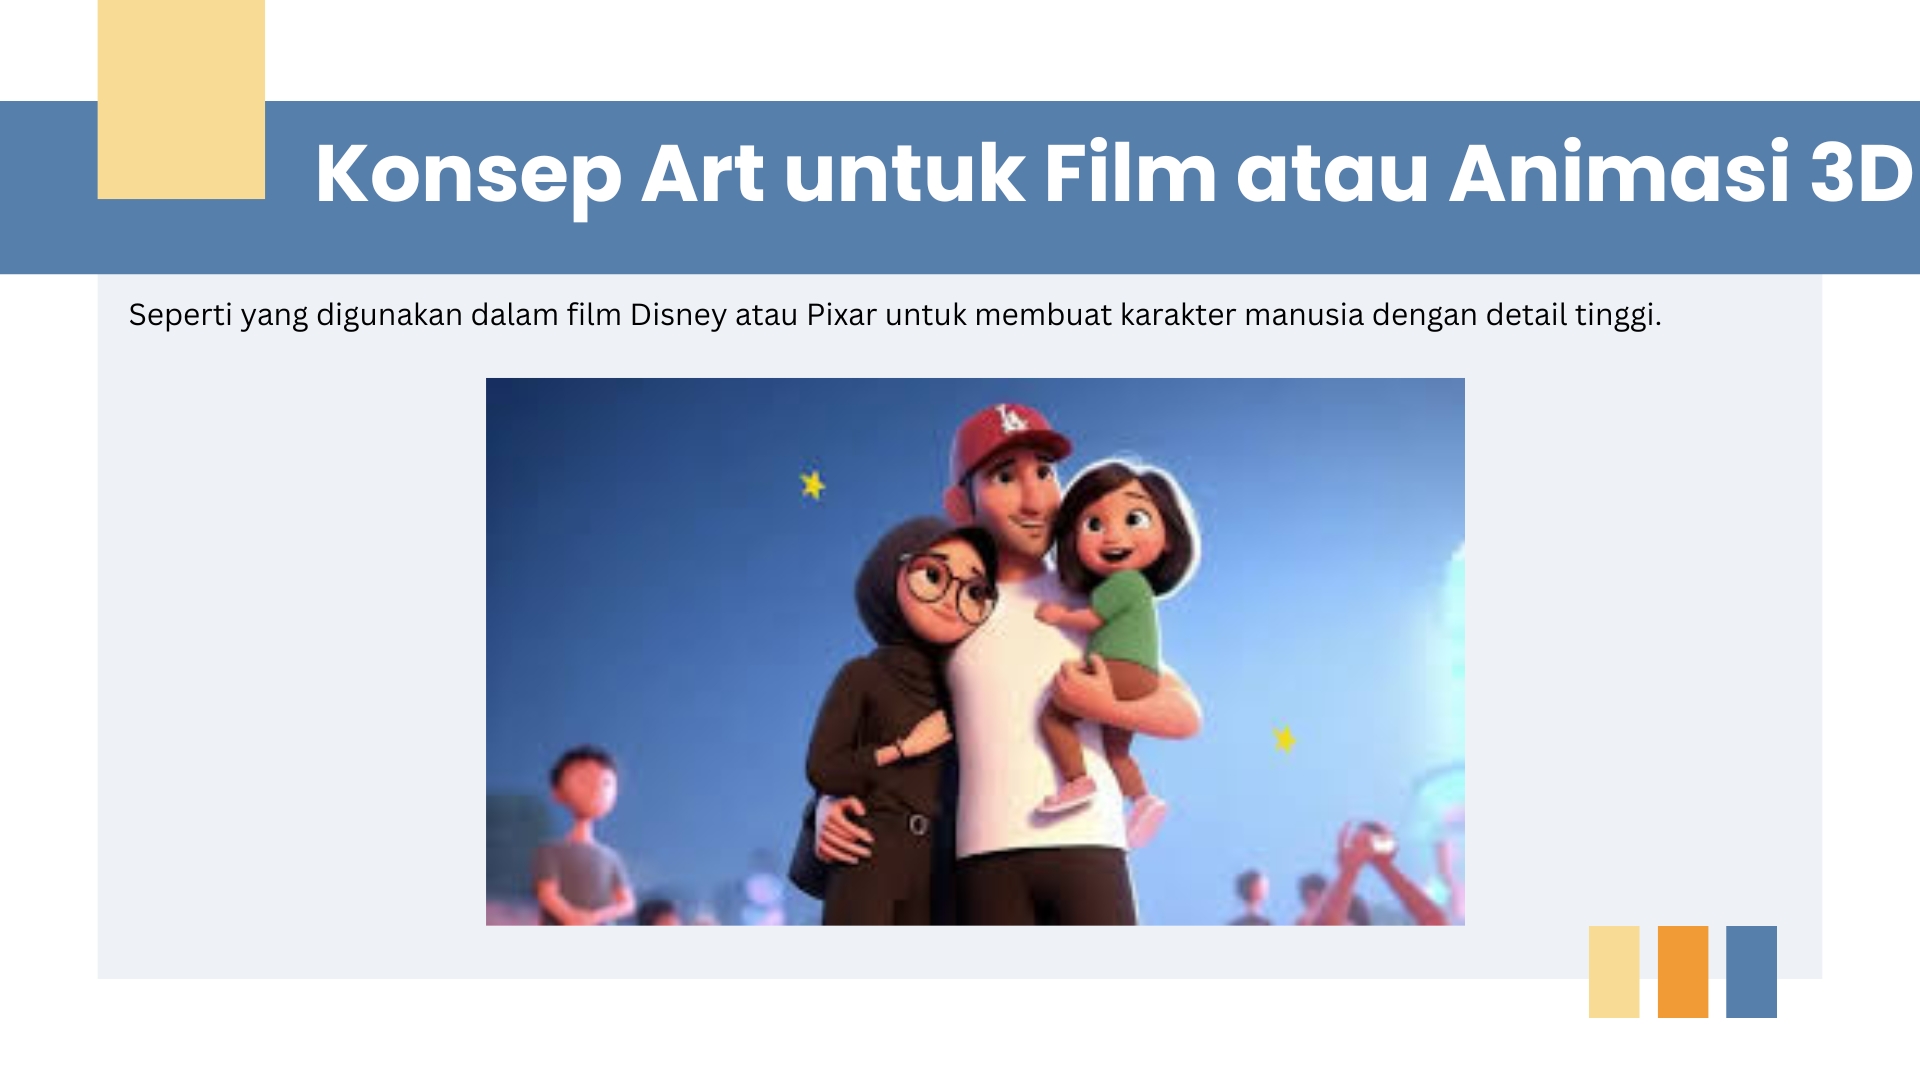 Konsep Art untuk Film atau Animasi 3D
Seperti yang digunakan dalam film Disney atau Pixar untuk membuat karakter manusia dengan detail tinggi.
LA